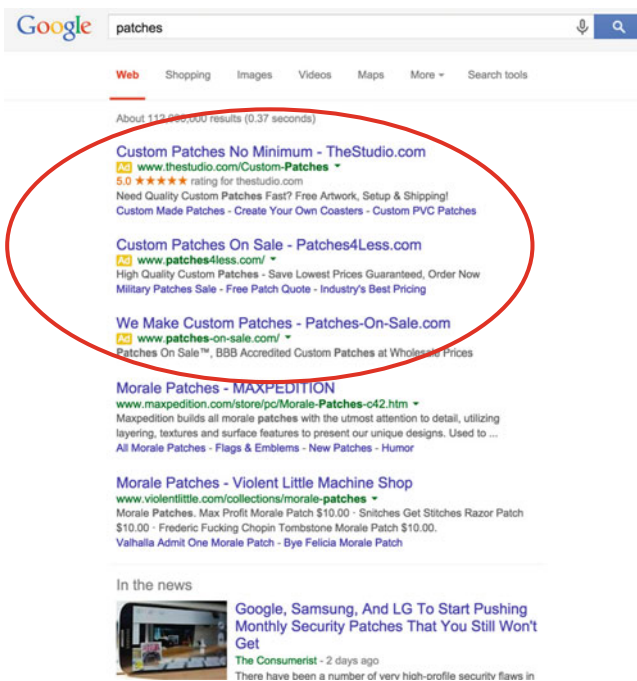 Google patches
Web Shopping Images Videos Maps More Search tools
About 112,000,000 results (0.37 seconds)
Custom Patches No Minimum - TheStudio.com
Ad www.thestudio.com/Custom-Patches
5.0 ★★★★★ rating for thestudio.com
Need Quality Custom Patches Fast? Free Artwork, Setup & Shipping!
Custom Made Patches - Create Your Own Coasters - Custom PVC Patches
Custom Patches On Sale - Patches4Less.com
Ad www.patches4less.com/
High Quality Custom Patches - Save Lowest Prices Guaranteed, Order Now
Military Patches Sale - Free Patch Quote - Industry's Best Pricing
We Make Custom Patches - Patches-On-Sale.com
Ad www.patches-on-sale.com/
Patches On Sale™, BBB Accredited Custom Patches at Wholesale Prices
Morale Patches - MAXPEDITION
www.maxpedition.com/store/pc/Morale-Patches-c42.htm
Maxpedition builds all morale patches with the utmost attention to detail, utilizing
layering, textures and surface features to present our unique designs. Used to ...
All Morale Patches - Flags & Emblems - New Patches - Humor
Morale Patches - Violent Little Machine Shop
www.violentlittle.com/collections/morale-patches
Morale Patches. Max Profit Morale Patch $10.00 · Snitches Get Stitches Razor Patch
$10.00 · Frederic Fucking Chopin Tombstone Morale Patch $10.00.
Valhalla Admit One Morale Patch - Bye Felicia Morale Patch
In the news
Google, Samsung, And LG To Start Pushing
Monthly Security Patches That You Still Won't
Get
The Consumerist - 2 days ago
There have been a number of very high-profile security flaws in